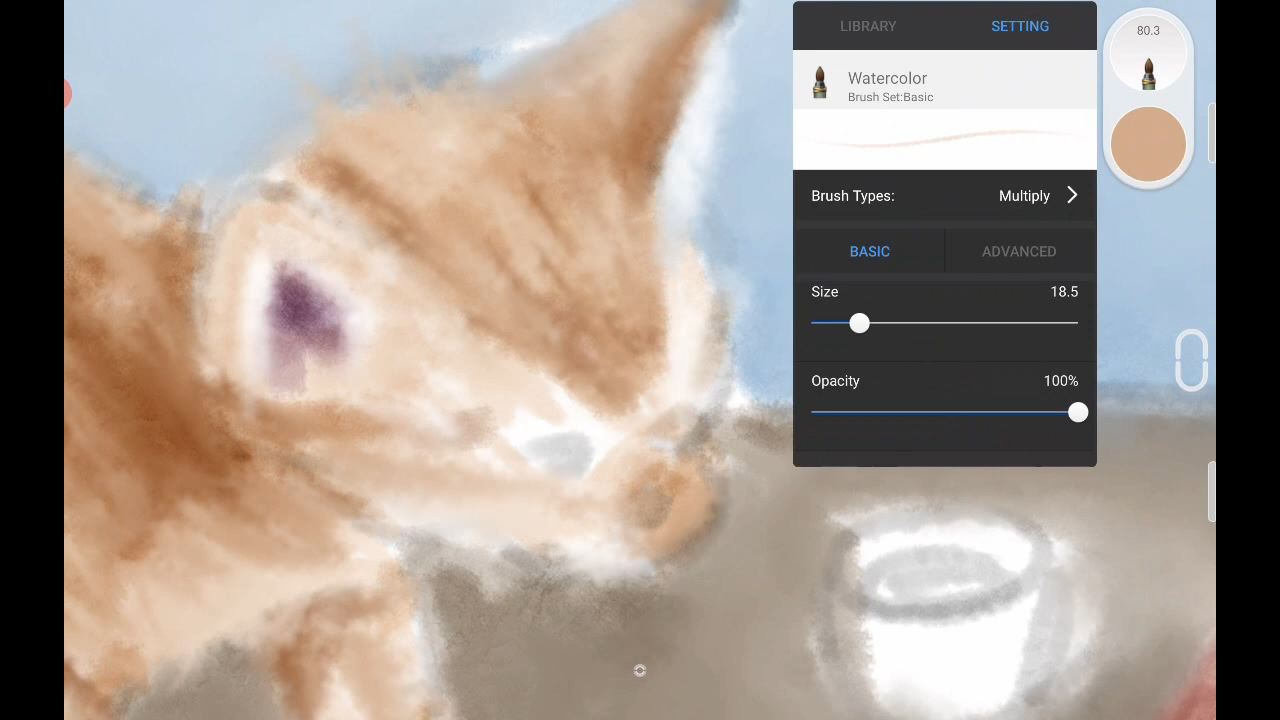 LIBRARY SETTING
80.3
Watercolor
Brush Set:Basic
Brush Types: Multiply
BASIC ADVANCED
Size 18.5
Opacity 100%